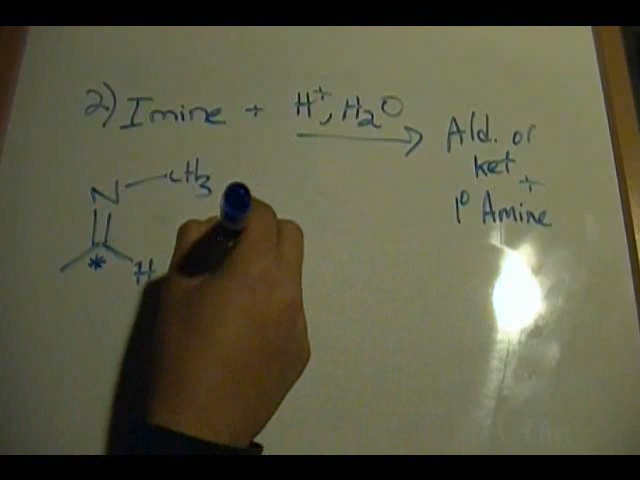 2) Imine + H⁺, H₂O Ald. or
ket +
1° Amine
N CH₃
* H